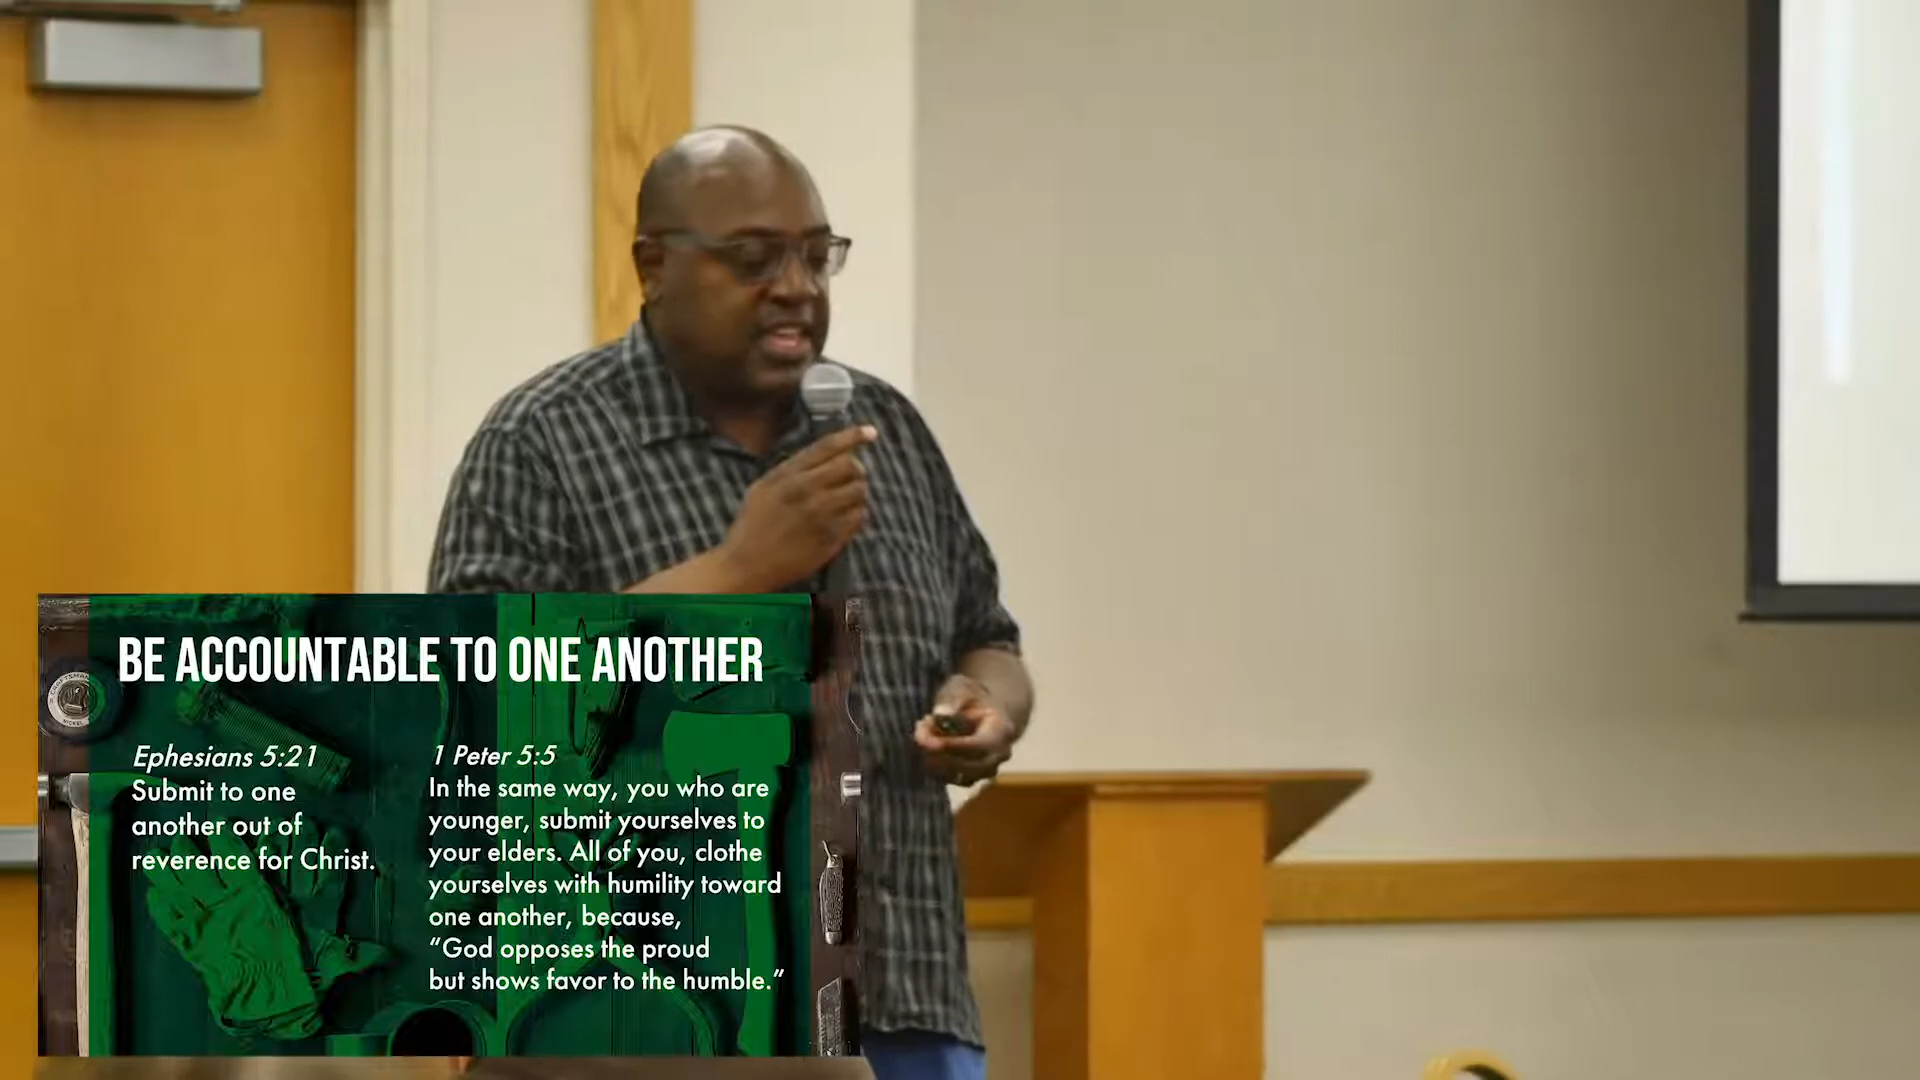 BE ACCOUNTABLE TO ONE ANOTHER
Ephesians 5:21
Submit to one
another out of
reverence for Christ.
1 Peter 5:5
In the same way, you who are
younger, submit yourselves to
your elders. All of you, clothe
yourselves with humility toward
one another, because,
“God opposes the proud
but shows favor to the humble.”